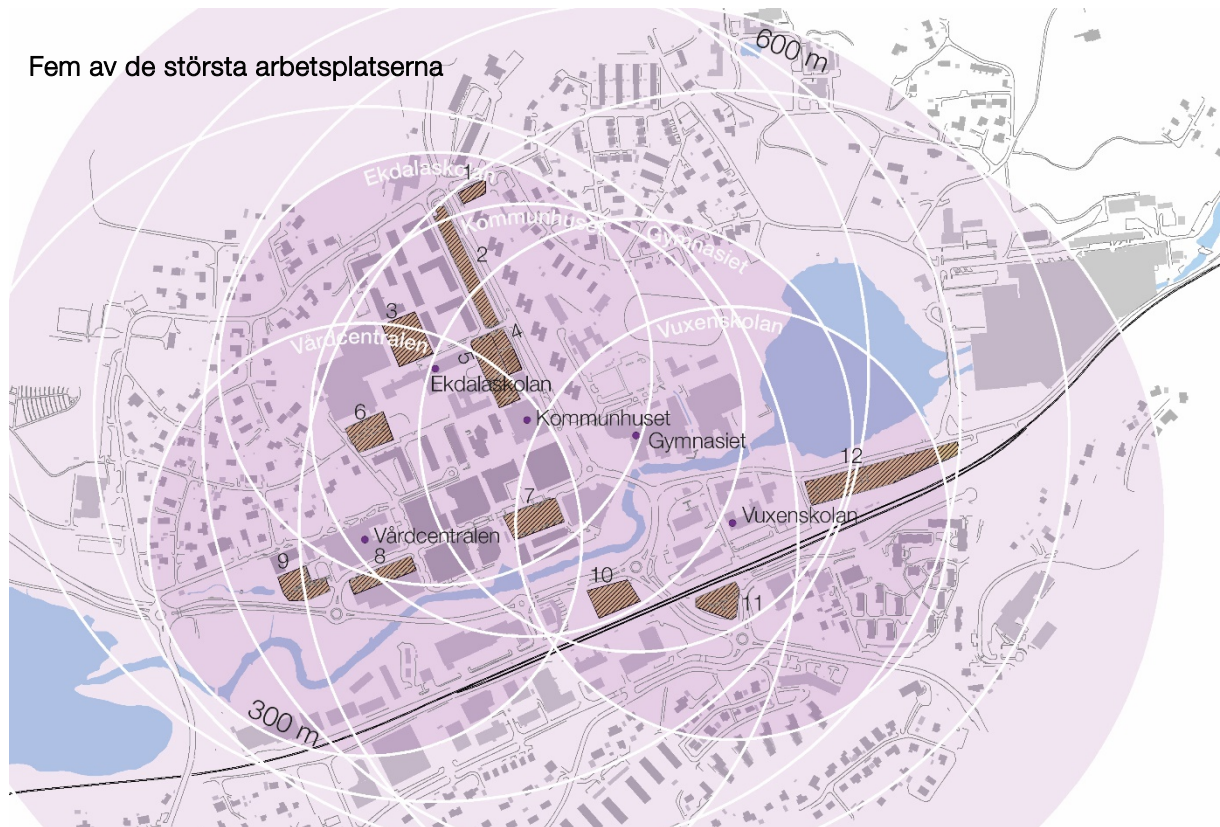 Fem av de största arbetsplatserna
600 m
Ekdalaskolan
1
Kommunhuset
Gymnasiet
2
3
4
Vuxenskolan
Vårdcentralen
5
Ekdalaskolan
6
Kommunhuset
Gymnasiet
12
7
Vuxenskolan
Vårdcentralen
8
9
10
11
300 m